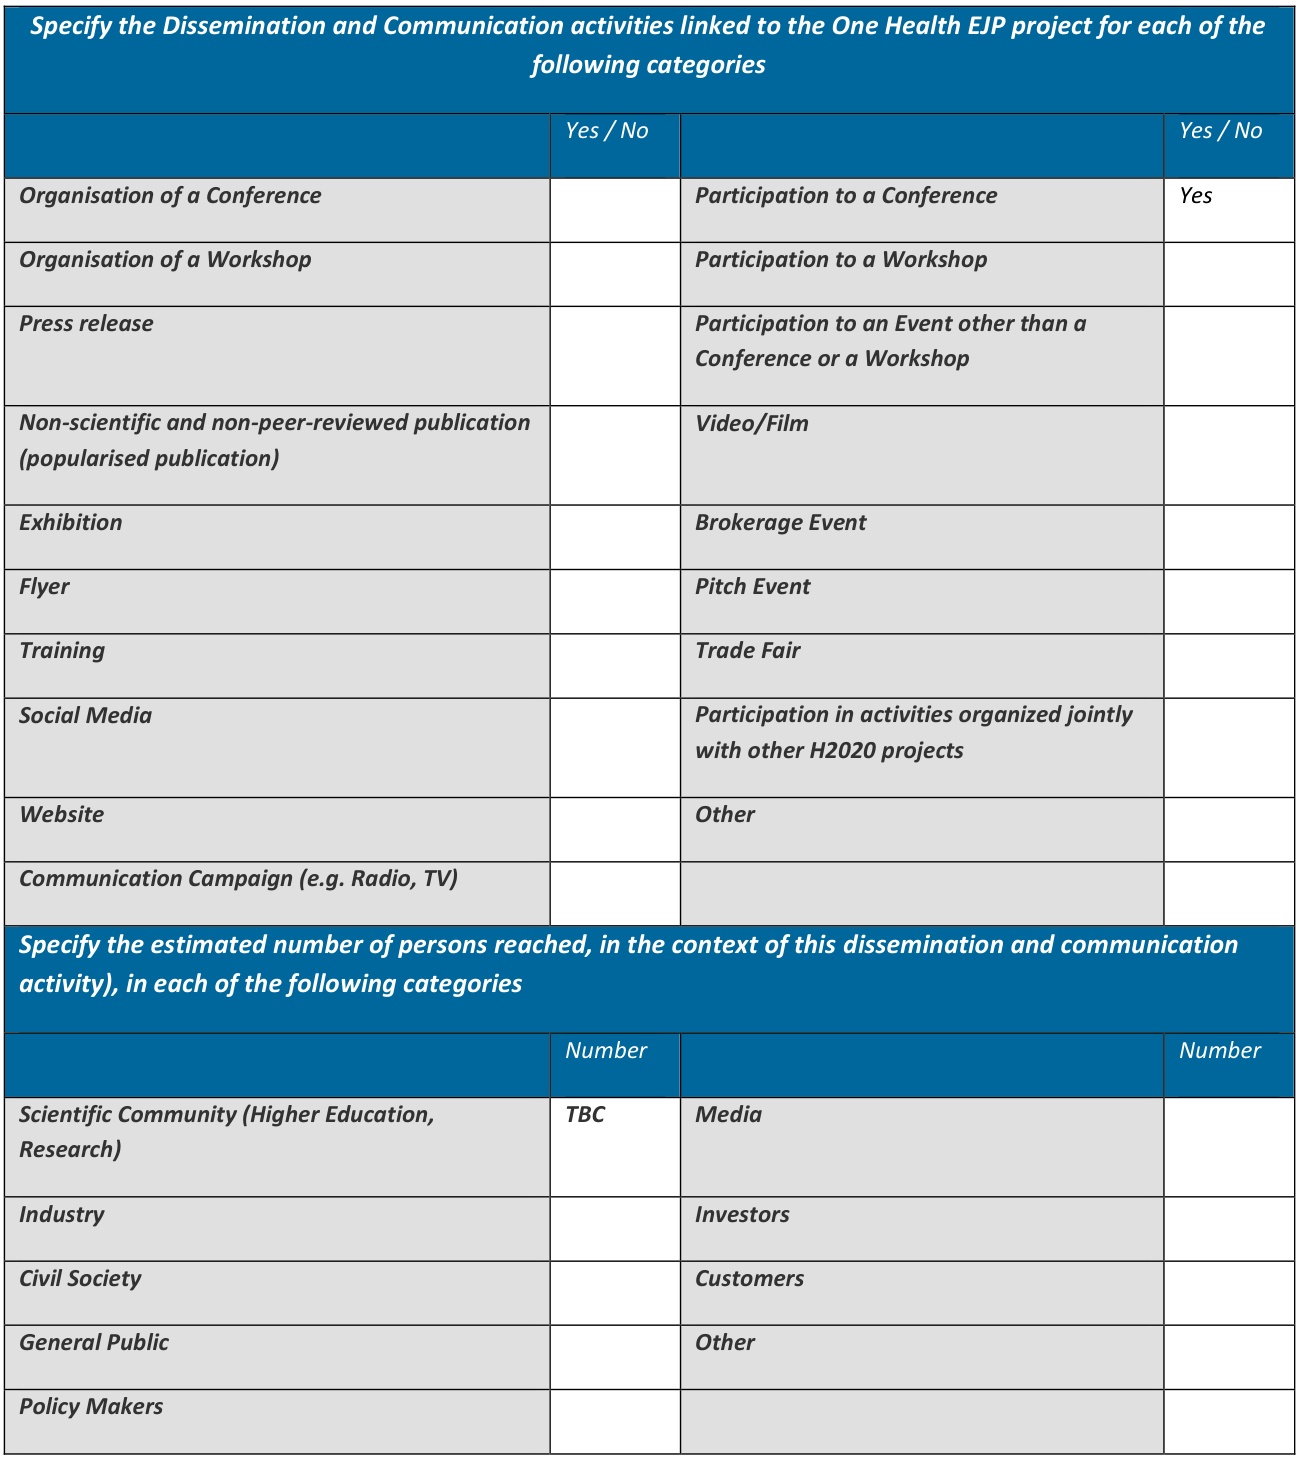 Specify the Dissemination and Communication activities linked to the One Health EJP project for each of the
following categories
Yes / No
Yes / No
Organisation of a Conference
Participation to a Conference
Yes
Organisation of a Workshop
Participation to a Workshop
Press release
Participation to an Event other than a
Conference or a Workshop
Non-scientific and non-peer-reviewed publication
(popularised publication)
Video/Film
Exhibition
Brokerage Event
Flyer
Pitch Event
Training
Trade Fair
Social Media
Participation in activities organized jointly
with other H2020 projects
Website
Other
Communication Campaign (e.g. Radio, TV)
Specify the estimated number of persons reached, in the context of this dissemination and communication
activity), in each of the following categories
Number
Number
Scientific Community (Higher Education,
Research)
TBC
Media
Industry
Investors
Civil Society
Customers
General Public
Other
Policy Makers